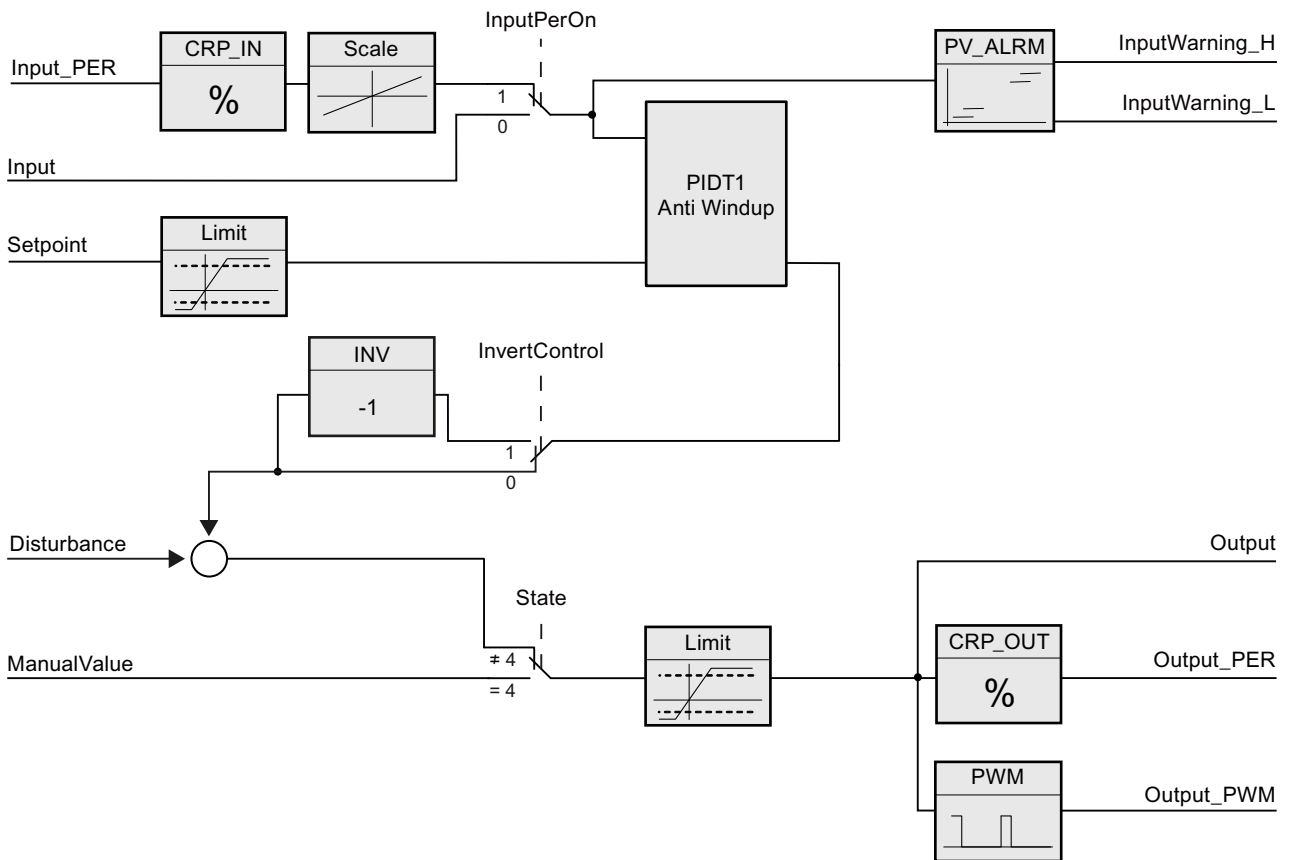 InputPerOn
CRP_IN
Scale
PV_ALRM
InputWarning_H
Input_PER
%
1
0
InputWarning_L
Input
PIDT1
Anti Windup
Setpoint
Limit
INV
InvertControl
-1
1
0
Disturbance
Output
State
Limit
CRP_OUT
ManualValue
≠ 4
= 4
%
Output_PER
PWM
Output_PWM